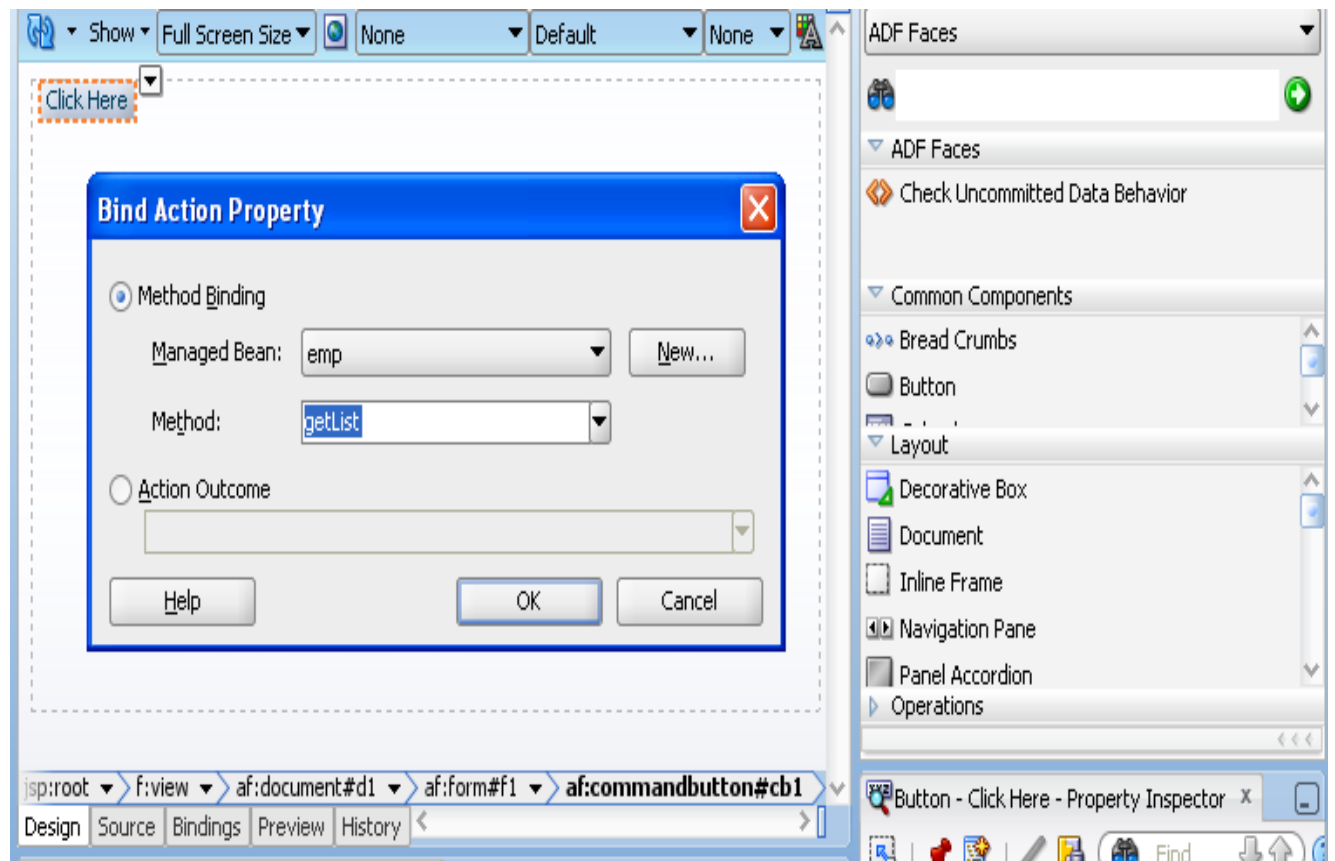 Show Full Screen Size None Default None
Click Here
Bind Action Property
Method Binding
Managed Bean: emp New...
Method: getList
Action Outcome
Help OK Cancel
jsp:root f:view af:document#d1 af:form#f1 af:commandbutton#cb1
Design Source Bindings Preview History
ADF Faces
ADF Faces
Check Uncommitted Data Behavior
Common Components
Bread Crumbs
Button
Layout
Decorative Box
Document
Inline Frame
Navigation Pane
Panel Accordion
Operations
Button - Click Here - Property Inspector
Find